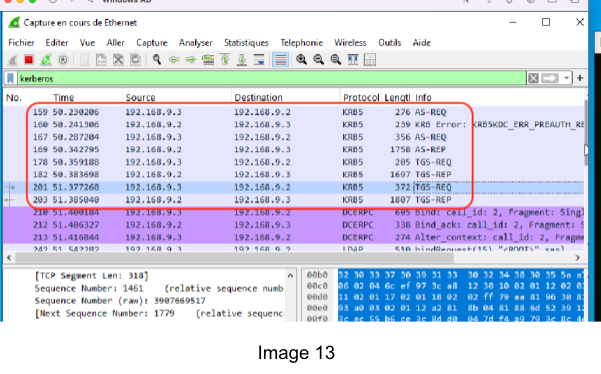 Windows AD
Capture en cours de Ethernet
Fichier Editer Vue Aller Capture Analyser Statistiques Telephonie Wireless Outils Aide
kerberos
No. Time Source Destination Protocol Lengtl Info
159 50.230206 192.168.9.3 192.168.9.2 KRB5 276 AS-REQ
160 50.241306 192.168.9.2 192.168.9.3 KRB5 239 KRB Error: KRB5KDC_ERR_PREAUTH_RE
167 50.287204 192.168.9.3 192.168.9.2 KRB5 356 AS-REQ
169 50.342795 192.168.9.2 192.168.9.3 KRB5 1758 AS-REP
178 50.359188 192.168.9.3 192.168.9.2 KRB5 205 TGS-REQ
182 50.383698 192.168.9.2 192.168.9.3 KRB5 1697 TGS-REP
201 51.377268 192.168.9.3 192.168.9.2 KRB5 372 TGS-REQ
203 51.385040 192.168.9.2 192.168.9.3 KRB5 1807 TGS-REP
210 51.400184 192.168.9.3 192.168.9.2 DCERPC 695 Bind: call_id: 2, Fragment: Singl
212 51.406327 192.168.9.2 192.168.9.3 DCERPC 338 Bind_ack: call_id: 2, Fragment: S
213 51.416844 192.168.9.3 192.168.9.2 DCERPC 274 Alter_context: call_id: 2, Fragme
242 51.542282 192.168.9.3 192.168.9.2 LDAP 510 bindRequest(15) "<ROOT>" sasl
[TCP Segment Len: 318]
Sequence Number: 1461 (relative sequence numb
Sequence Number (raw): 3907669517
[Next Sequence Number: 1779 (relative sequenc
00b0 32 30 33 37 30 39 31 33 30 32 34 38 30 35 5a
00c0 06 02 04 6c ef 97 3c a8 12 30 10 02 01 12 02
00d0 11 02 01 17 02 01 18 02 02 ff 79 aa 81 96 30
00e0 93 a0 03 02 01 12 a2 81 8b 04 81 88 6d 52 39
00f0
Image 13